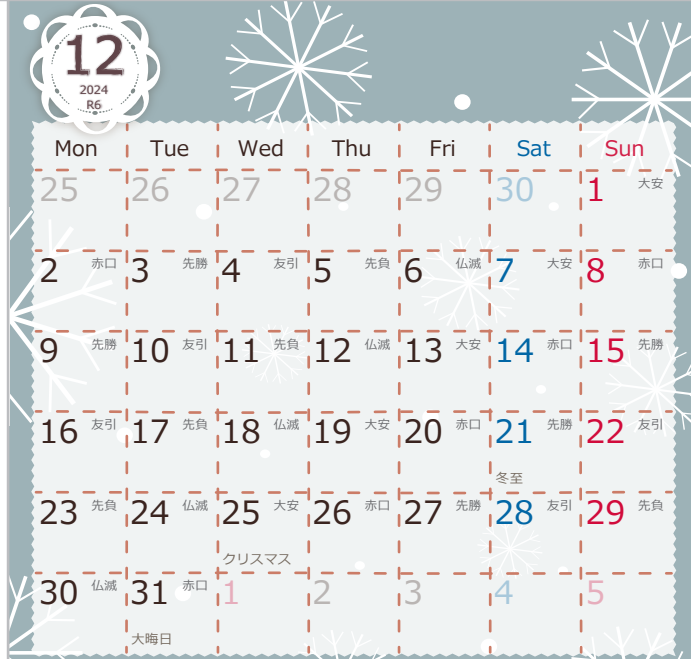 12
2024
R6
Mon Tue Wed Thu Fri Sat Sun
25 26 27 28 29 30 1 大安
2 赤口 3 先勝 4 友引 5 先負 6 仏滅 7 大安 8 赤口
9 先勝 10 友引 11 先負 12 仏滅 13 大安 14 赤口 15 先勝
16 友引 17 先負 18 仏滅 19 大安 20 赤口 21 先勝 22 友引
冬至
23 先負 24 仏滅 25 大安 26 赤口 27 先勝 28 友引 29 先負
クリスマス
30 仏滅 31 赤口 1 2 3 4 5
大晦日